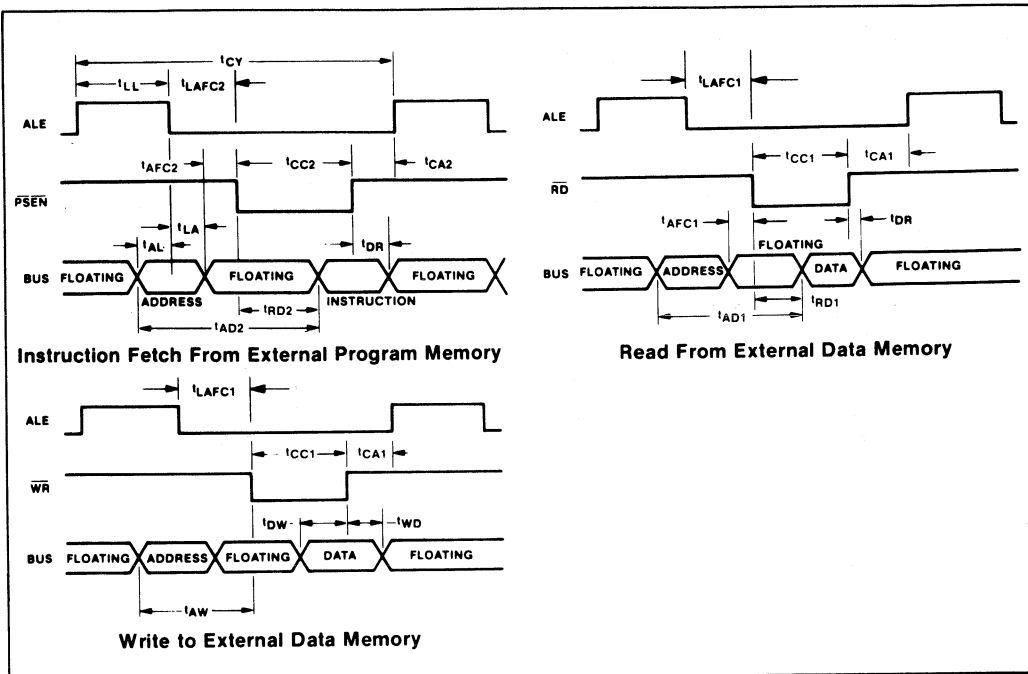 tCY
tLL
tLAFC2
ALE
tAFC2
tCC2
tCA2
PSEN
tLA
tAL
tDR
BUS
FLOATING
FLOATING
FLOATING
ADDRESS
INSTRUCTION
tRD2
tAD2
Instruction Fetch From External Program Memory
tLAFC1
ALE
tCC1
tCA1
RD
tAFC1
tDR
FLOATING
BUS
FLOATING
ADDRESS
DATA
FLOATING
tRD1
tAD1
Read From External Data Memory
tLAFC1
ALE
tCC1
tCA1
WR
tDW
tWD
BUS
FLOATING
ADDRESS
FLOATING
DATA
FLOATING
tAW
Write to External Data Memory